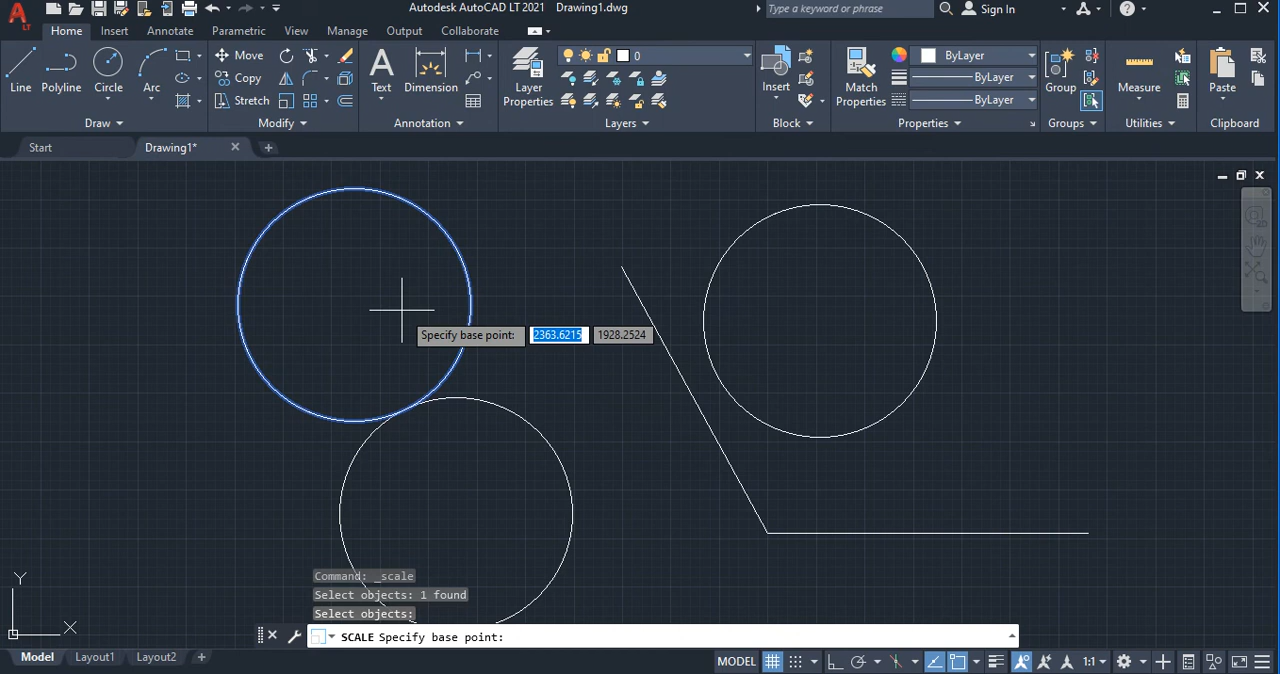 Autodesk AutoCAD LT 2021 Drawing1.dwg
Type a keyword or phrase
Sign In
LT
Home Insert Annotate Parametric View Manage Output Collaborate
Line
Polyline
Circle
Arc
Move
Copy
Stretch
Text
Dimension
Layer
Properties
0
Insert
Match
Properties
ByLayer
ByLayer
ByLayer
Group
Measure
Paste
Draw Modify Annotation Layers Block Properties Groups Utilities Clipboard
Start Drawing1*
Specify base point: 2363.6215 1928.2524
Command: _scale
Select objects: 1 found
Select objects:
Y
X
SCALE Specify base point:
Model Layout1 Layout2
MODEL 1:1